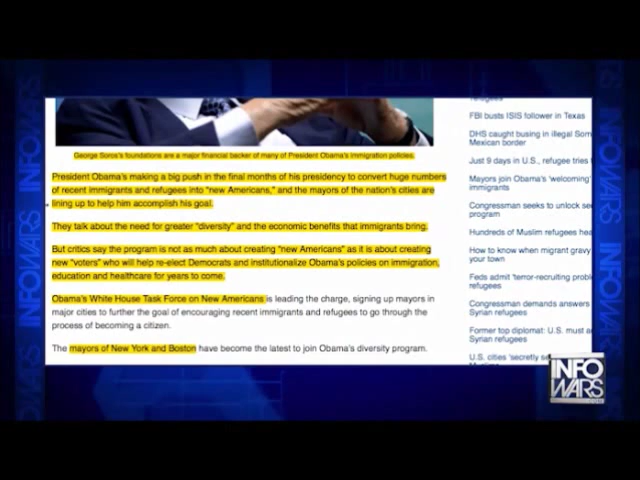 George Soros's foundations are a major financial backer of many of President Obama's immigration policies.
President Obama's making a big push in the final months of his presidency to convert huge numbers
of recent immigrants and refugees into "new Americans," and the mayors of the nation's cities are
lining up to help him accomplish his goal.
They talk about the need for greater "diversity" and the economic benefits that immigrants bring.
But critics say the program is not as much about creating "new Americans" as it is about creating
new "voters" who will help re-elect Democrats and institutionalize Obama's policies on immigration,
education and healthcare for years to come.
Obama's White House Task Force on New Americans is leading the charge, signing up mayors in
major cities to further the goal of encouraging recent immigrants and refugees to go through the
process of becoming a citizen.
The mayors of New York and Boston have become the latest to join Obama's diversity program.
refugees
FBI busts ISIS follower in Texas
DHS caught busing in illegal Som
Mexican border
Just 9 days in U.S., refugee tries
Mayors join Obama's 'welcoming'
immigrants
Congressman seeks to unlock se
program
Hundreds of Muslim refugees hea
How to know when migrant gravy
your town
Feds admit 'terror-recruiting prob
refugees
Congressman demands answers
Syrian refugees
Former top diplomat: U.S. must a
Syrian refugees
U.S. cities 'secretly se
INFO
WARS
INFOWARS
INFOWARS
INFOWARS
INFOWARS